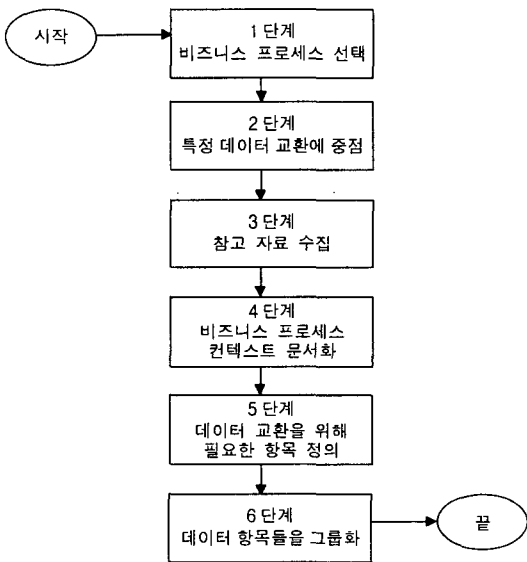 시작
1 단계
비즈니스 프로세스 선택
2 단계
특정 데이터 교환에 중점
3 단계
참고 자료 수집
4 단계
비즈니스 프로세스
컨텍스트 문서화
5 단계
데이터 교환을 위해
필요한 항목 정의
6 단계
데이터 항목들을 그룹화
끝